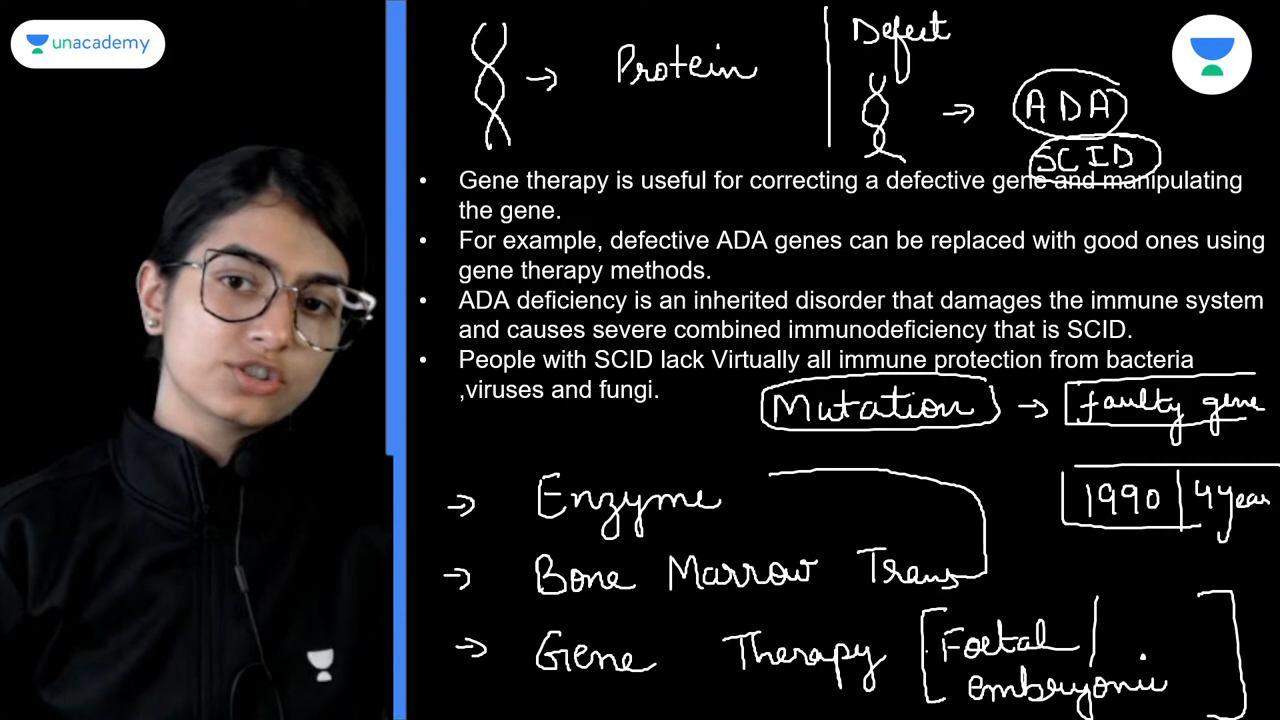 unacademy
Protein
Defect
ADA
SCID
• Gene therapy is useful for correcting a defective gene and manipulating
the gene.
• For example, defective ADA genes can be replaced with good ones using
gene therapy methods.
• ADA deficiency is an inherited disorder that damages the immune system
and causes severe combined immunodeficiency that is SCID.
• People with SCID lack Virtually all immune protection from bacteria
,viruses and fungi.
Mutation → faulty gene
1990 | 4 year
→ Enzyme
→ Bone Marrow Trans
→ Gene Therapy [Foetal /
embryonic]